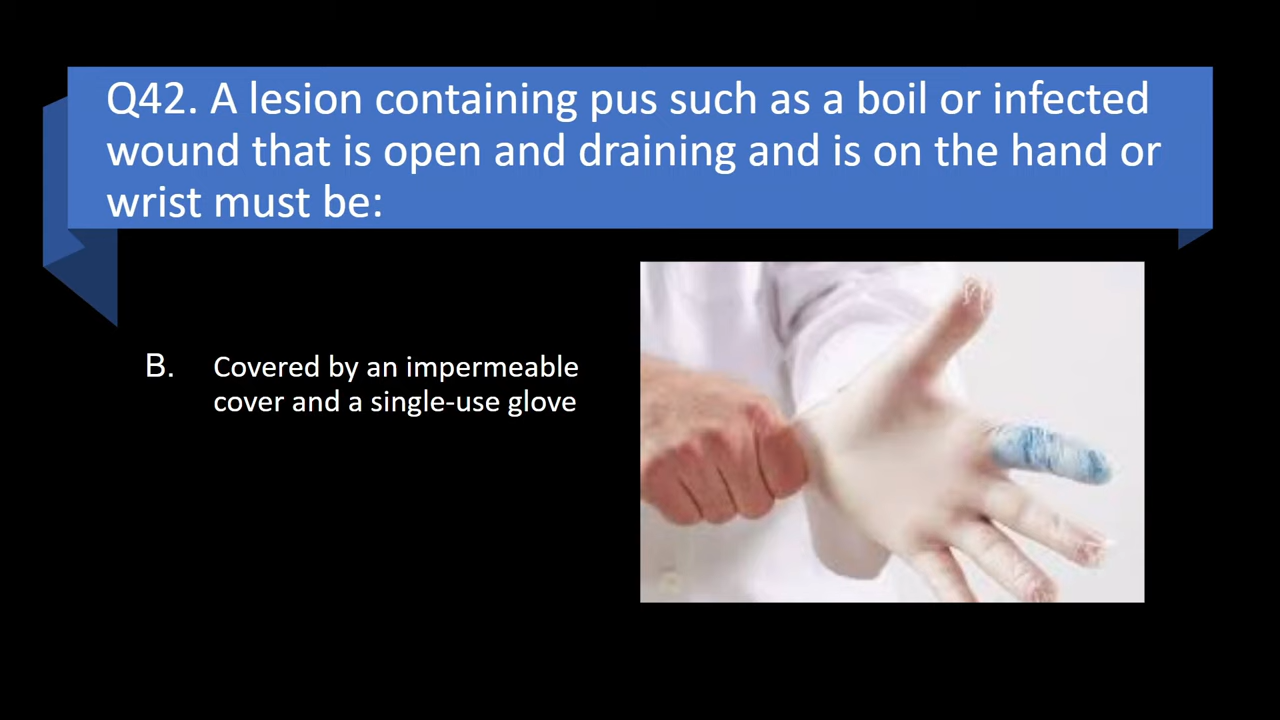 Q42. A lesion containing pus such as a boil or infected
wound that is open and draining and is on the hand or
wrist must be:
B. Covered by an impermeable
cover and a single-use glove